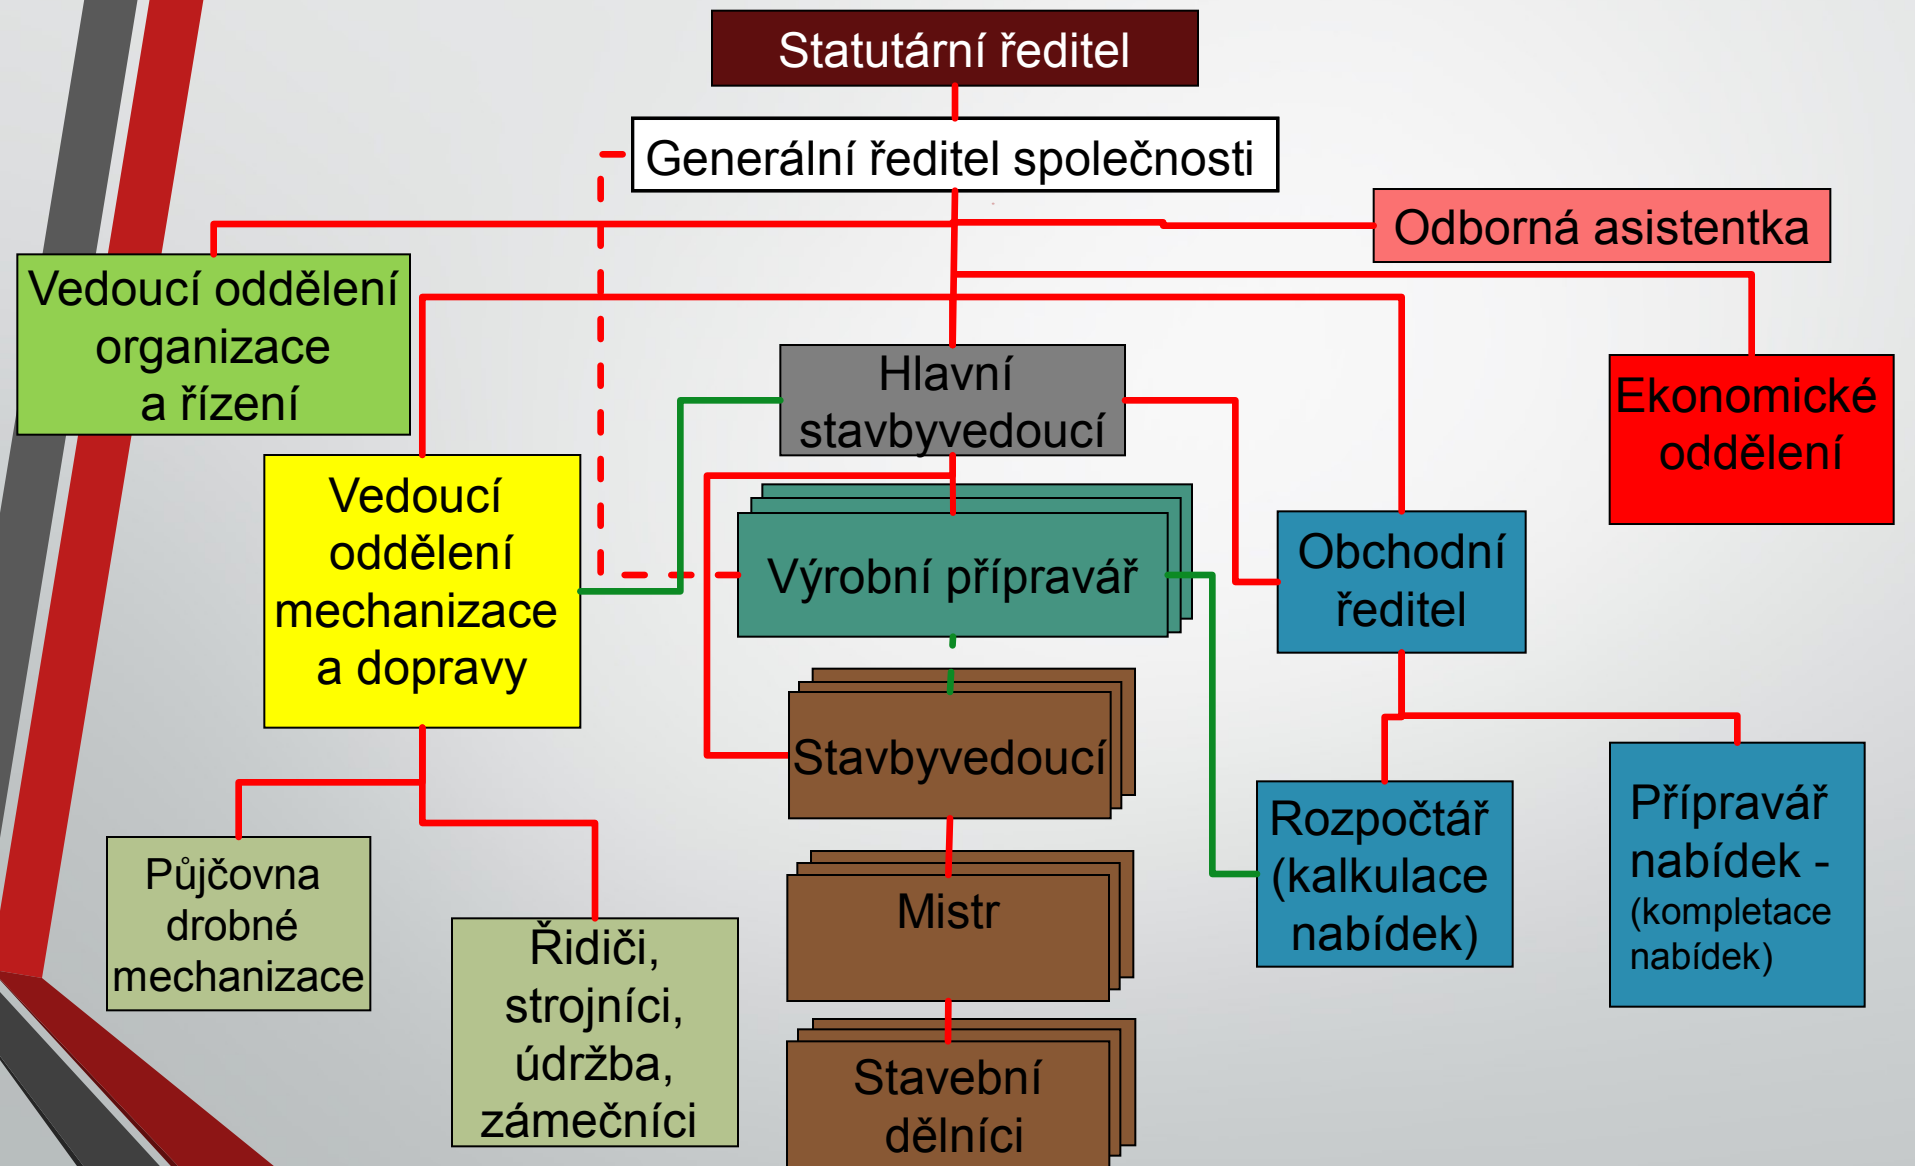 Statutární ředitel
Generální ředitel společnosti
Odborná asistentka
Vedoucí oddělení
organizace
a řízení
Hlavní
stavbyvedoucí
Ekonomické
oddělení
Vedoucí
oddělení
mechanizace
a dopravy
Výrobní přípravář
Obchodní
ředitel
Stavbyvedoucí
Rozpočtář
(kalkulace
nabídek)
Přípravář
nabídek -
(kompletace
nabídek)
Půjčovna
drobné
mechanizace
Řidiči,
strojníci,
údržba,
zámečníci
Mistr
Stavební
dělníci